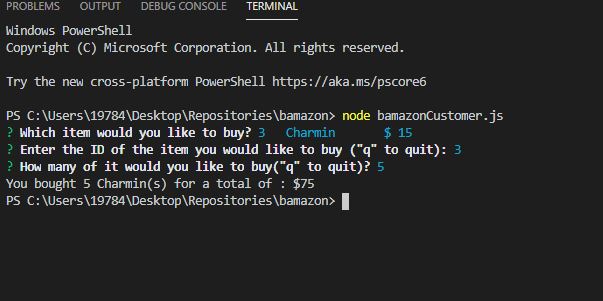 PROBLEMS OUTPUT DEBUG CONSOLE TERMINAL
Windows PowerShell
Copyright (C) Microsoft Corporation. All rights reserved.
Try the new cross-platform PowerShell https://aka.ms/pscore6
PS C:\Users\19784\Desktop\Repositories\bamazon> node bamazonCustomer.js
? Which item would you like to buy? 3 Charmin $ 15
? Enter the ID of the item you would like to buy ("q" to quit): 3
? How many of it would you like to buy("q" to quit)? 5
You bought 5 Charmin(s) for a total of : $75
PS C:\Users\19784\Desktop\Repositories\bamazon>